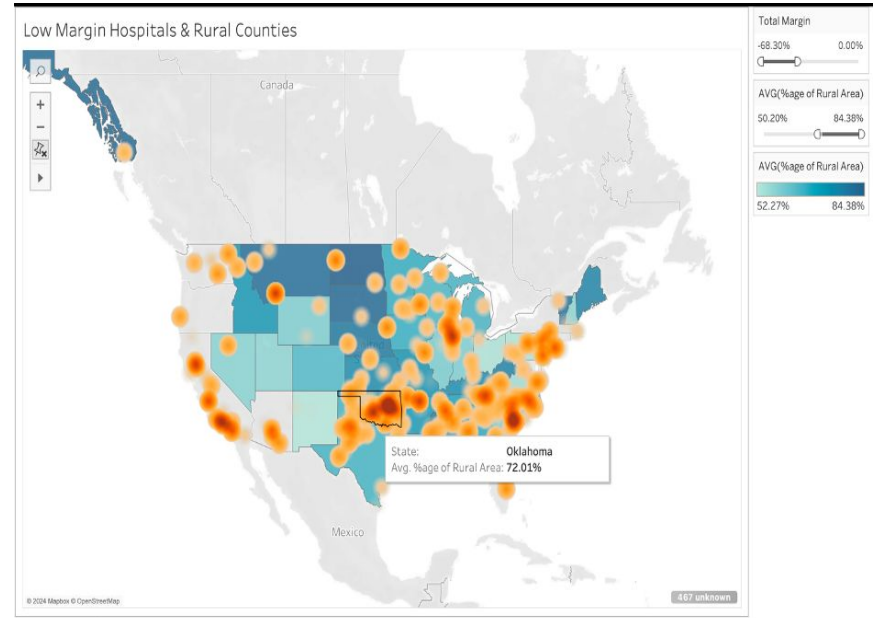 Low Margin Hospitals & Rural Counties
Canada
Mexico
State: Oklahoma
Avg. %age of Rural Area: 72.01%
© 2024 Mapbox © OpenStreetMap
467 unknown
Total Margin
-68.30% 0.00%
AVG(%age of Rural Area)
50.20% 84.38%
AVG(%age of Rural Area)
52.27% 84.38%